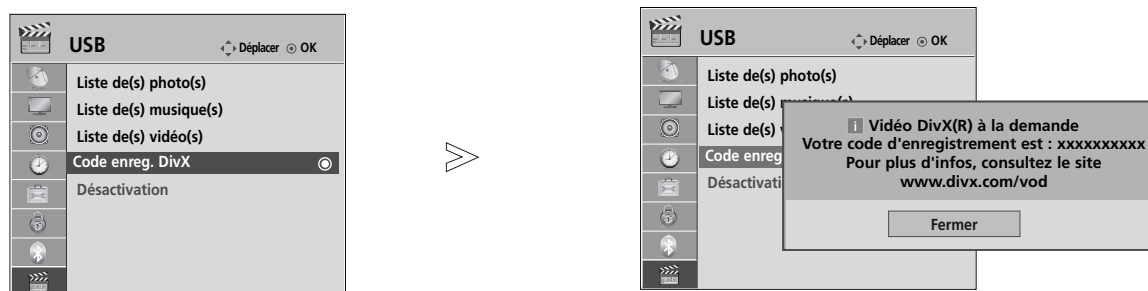 USB
Déplacer OK
Liste de(s) photo(s)
Liste de(s) musique(s)
Liste de(s) vidéo(s)
Code enreg. DivX
Désactivation
USB
Déplacer OK
Liste de(s) photo(s)
Liste de(s)
Liste de(s)
Code enreg
Désactivati
i Vidéo DivX(R) à la demande
Votre code d'enregistrement est : xxxxxxxxxx
Pour plus d'infos, consultez le site
www.divx.com/vod
Fermer